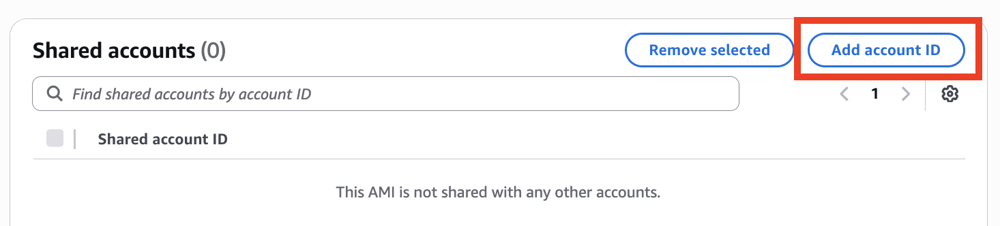 Shared accounts (0)
Remove selected
Add account ID
Find shared accounts by account ID
1
Shared account ID
This AMI is not shared with any other accounts.